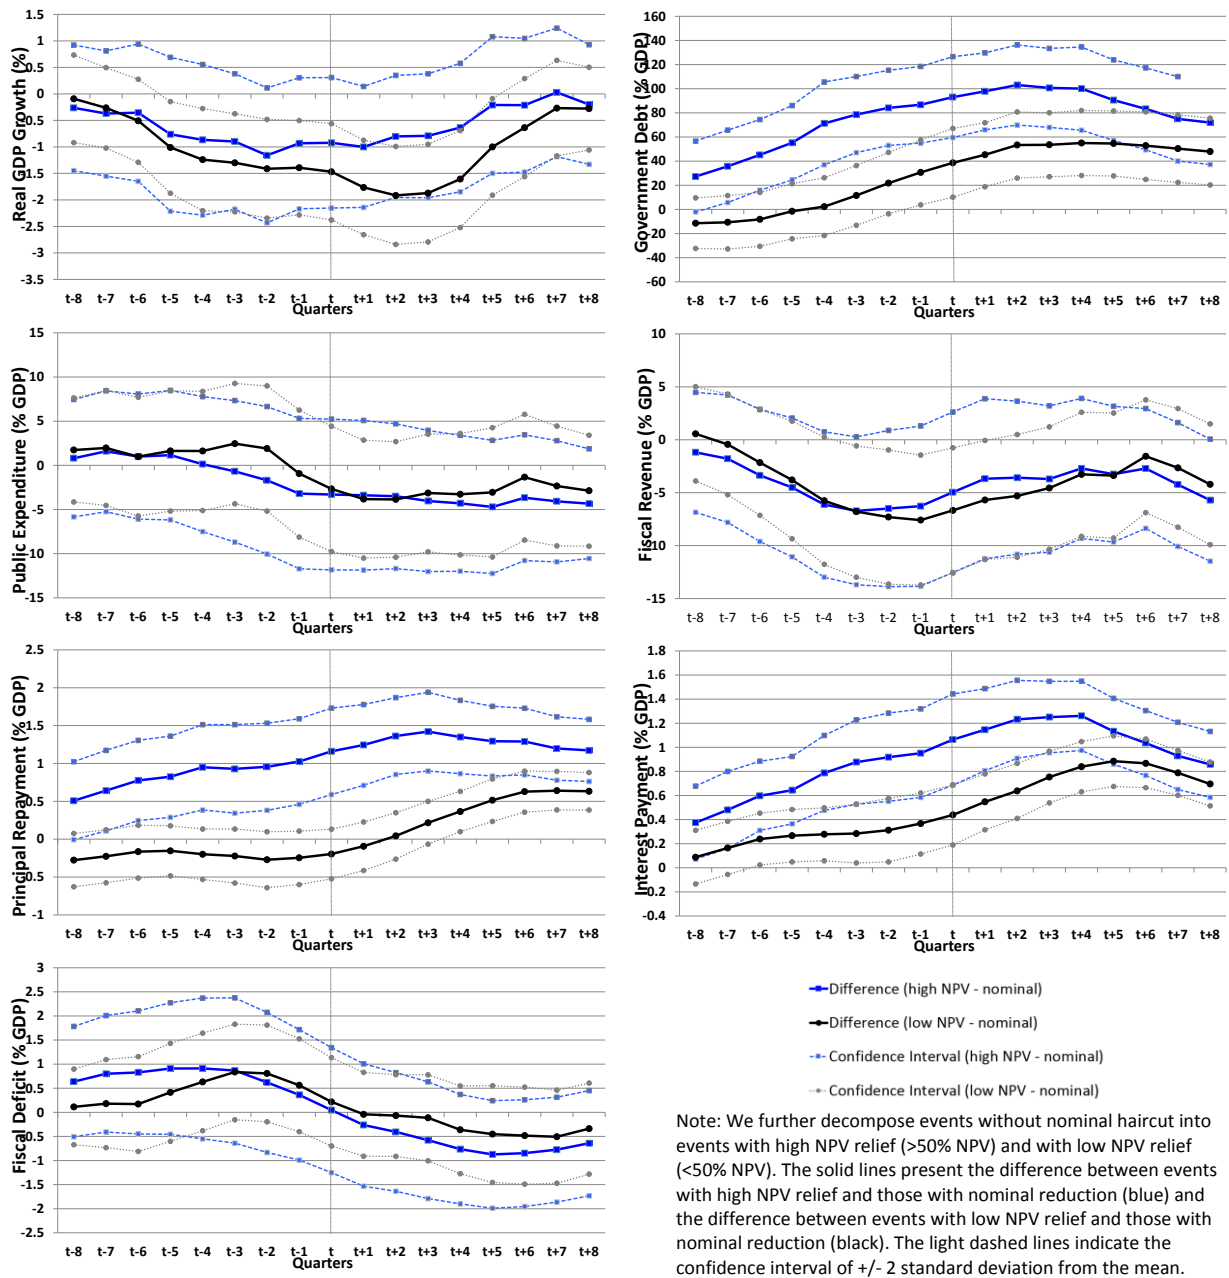 Real GDP Growth (%)
1.5
1
0.5
0
-0.5
-1
-1.5
-2
-2.5
-3
-3.5
t-8 t-7 t-6 t-5 t-4 t-3 t-2 t-1 t t+1 t+2 t+3 t+4 t+5 t+6 t+7 t+8
Quarters
Government Debt (% GDP)
160
140
120
100
80
60
40
20
0
-20
-40
-60
t-8 t-7 t-6 t-5 t-4 t-3 t-2 t-1 t t+1 t+2 t+3 t+4 t+5 t+6 t+7 t+8
Quarters
Public Expenditure (% GDP)
15
10
5
0
-5
-10
-15
t-8 t-7 t-6 t-5 t-4 t-3 t-2 t-1 t t+1 t+2 t+3 t+4 t+5 t+6 t+7 t+8
Quarters
Fiscal Revenue (% GDP)
10
5
0
-5
-10
-15
t-8 t-7 t-6 t-5 t-4 t-3 t-2 t-1 t t+1 t+2 t+3 t+4 t+5 t+6 t+7 t+8
Quarters
Principal Repayment (% GDP)
2.5
2
1.5
1
0.5
0
-0.5
-1
t-8 t-7 t-6 t-5 t-4 t-3 t-2 t-1 t t+1 t+2 t+3 t+4 t+5 t+6 t+7 t+8
Quarters
Interest Payment (% GDP)
1.8
1.6
1.4
1.2
1
0.8
0.6
0.4
0.2
0
-0.2
-0.4
t-8 t-7 t-6 t-5 t-4 t-3 t-2 t-1 t t+1 t+2 t+3 t+4 t+5 t+6 t+7 t+8
Quarters
Fiscal Deficit (% GDP)
3
2.5
2
1.5
1
0.5
0
-0.5
-1
-1.5
-2
-2.5
t-8 t-7 t-6 t-5 t-4 t-3 t-2 t-1 t t+1 t+2 t+3 t+4 t+5 t+6 t+7 t+8
Quarters
Difference (high NPV - nominal)
Difference (low NPV - nominal)
Confidence Interval (high NPV - nominal)
Confidence Interval (low NPV - nominal)
Note: We further decompose events without nominal haircut into
events with high NPV relief (>50% NPV) and with low NPV relief
(<50% NPV). The solid lines present the difference between events
with high NPV relief and those with nominal reduction (blue) and
the difference between events with low NPV relief and those with
nominal reduction (black). The light dashed lines indicate the
confidence interval of +/- 2 standard deviation from the mean.